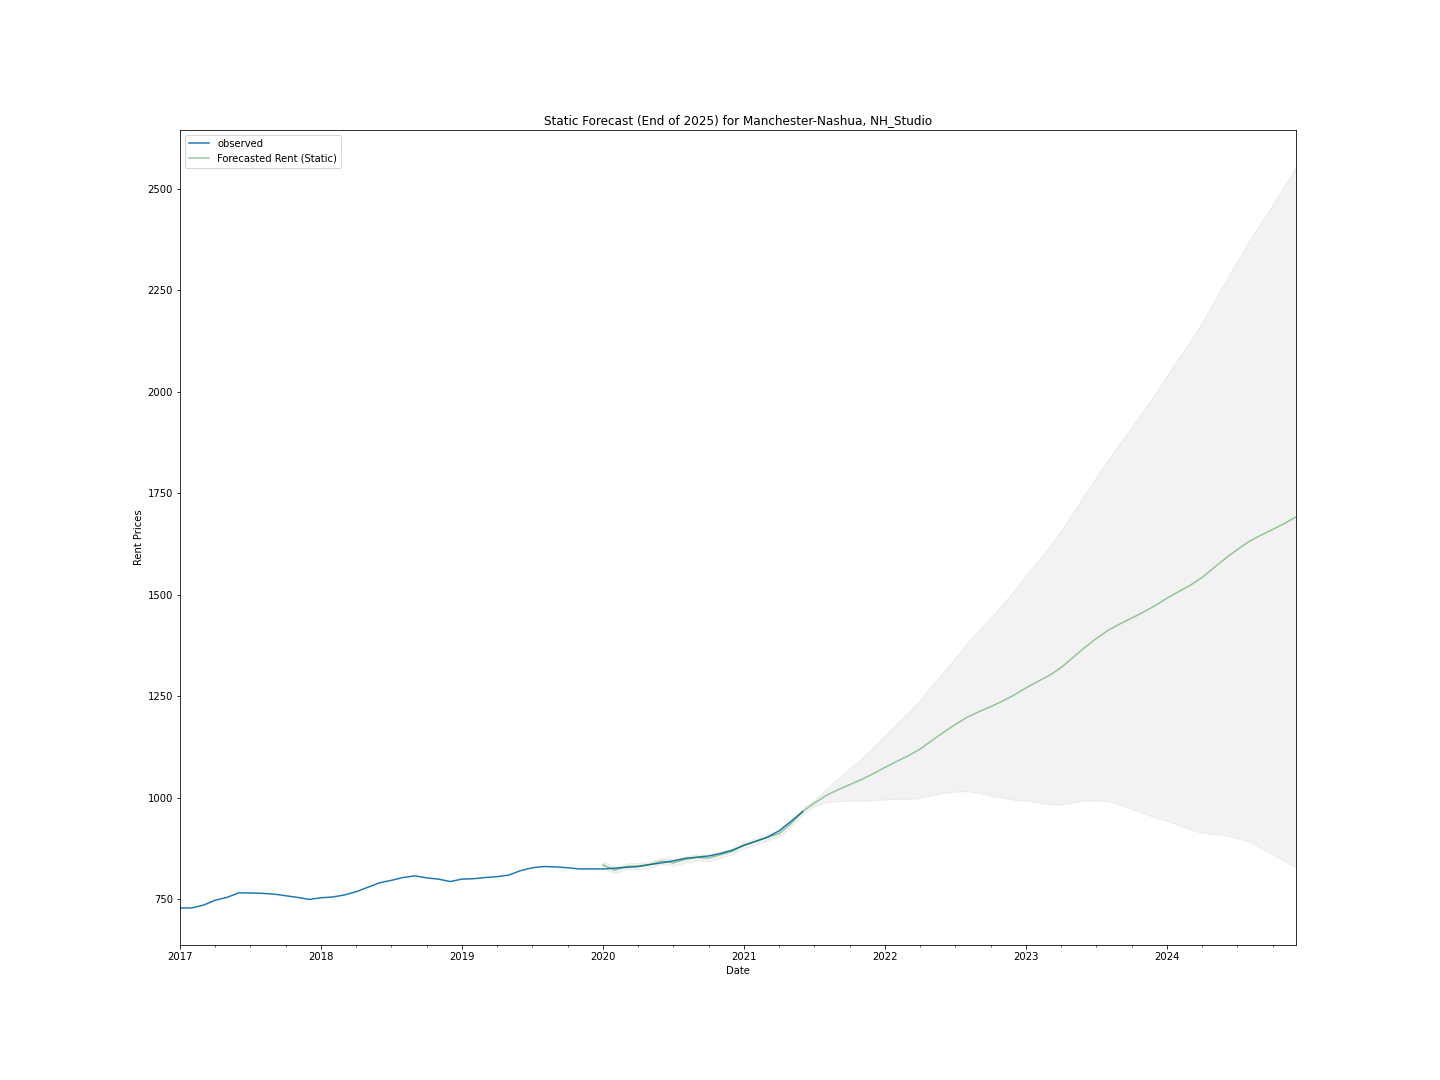 Static Forecast (End of 2025) for Manchester-Nashua, NH_Studio
observed
Forecasted Rent (Static)
2500
2250
2000
1750
1500
1250
1000
750
Rent Prices
2017 2018 2019 2020 2021 2022 2023 2024
Date